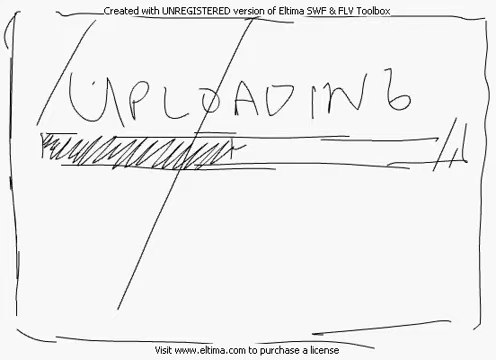 Created with UNREGISTERED version of Eltima SWF & FLV Toolbox
UPLOADING
Visit www.eltima.com to purchase a license